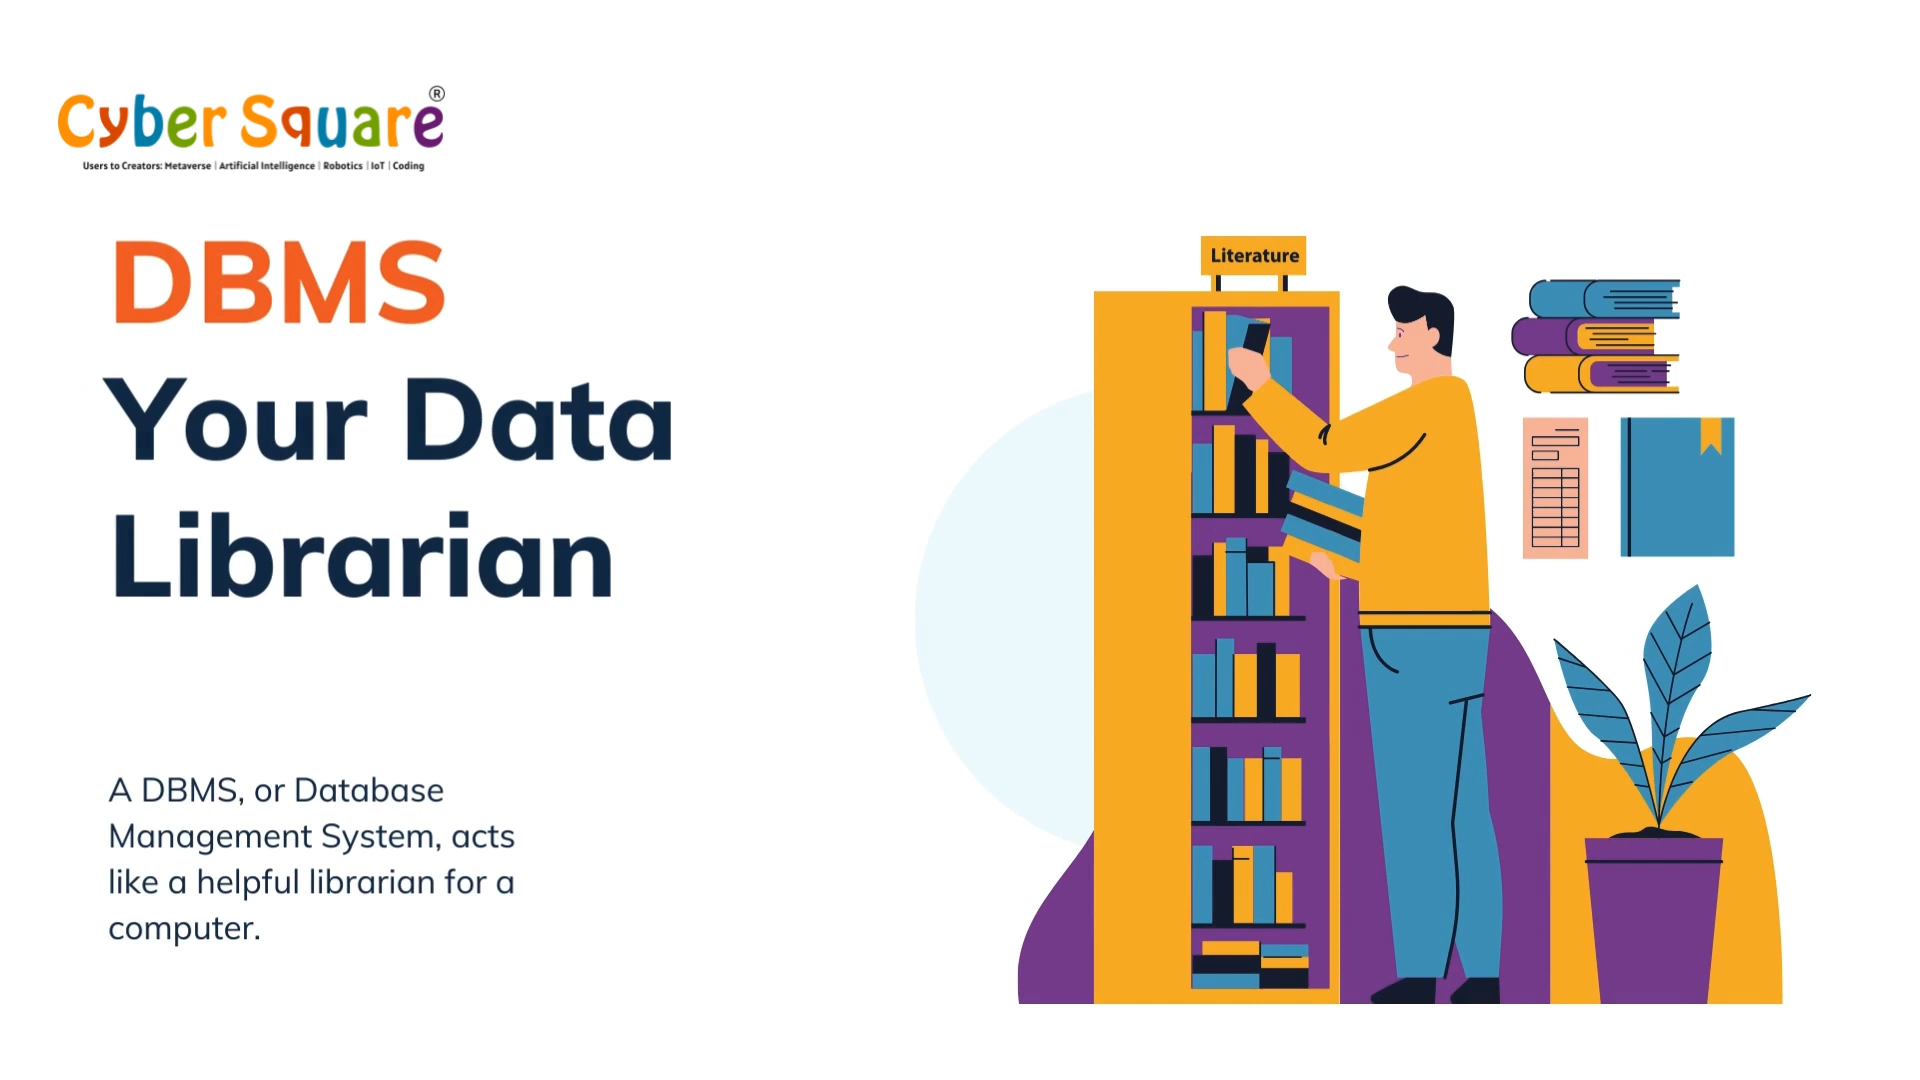 Cyber Square®
Users to Creators: Metaverse | Artificial Intelligence | Robotics | IoT | Coding
DBMS
Your Data
Librarian
A DBMS, or Database
Management System, acts
like a helpful librarian for a
computer.
Literature